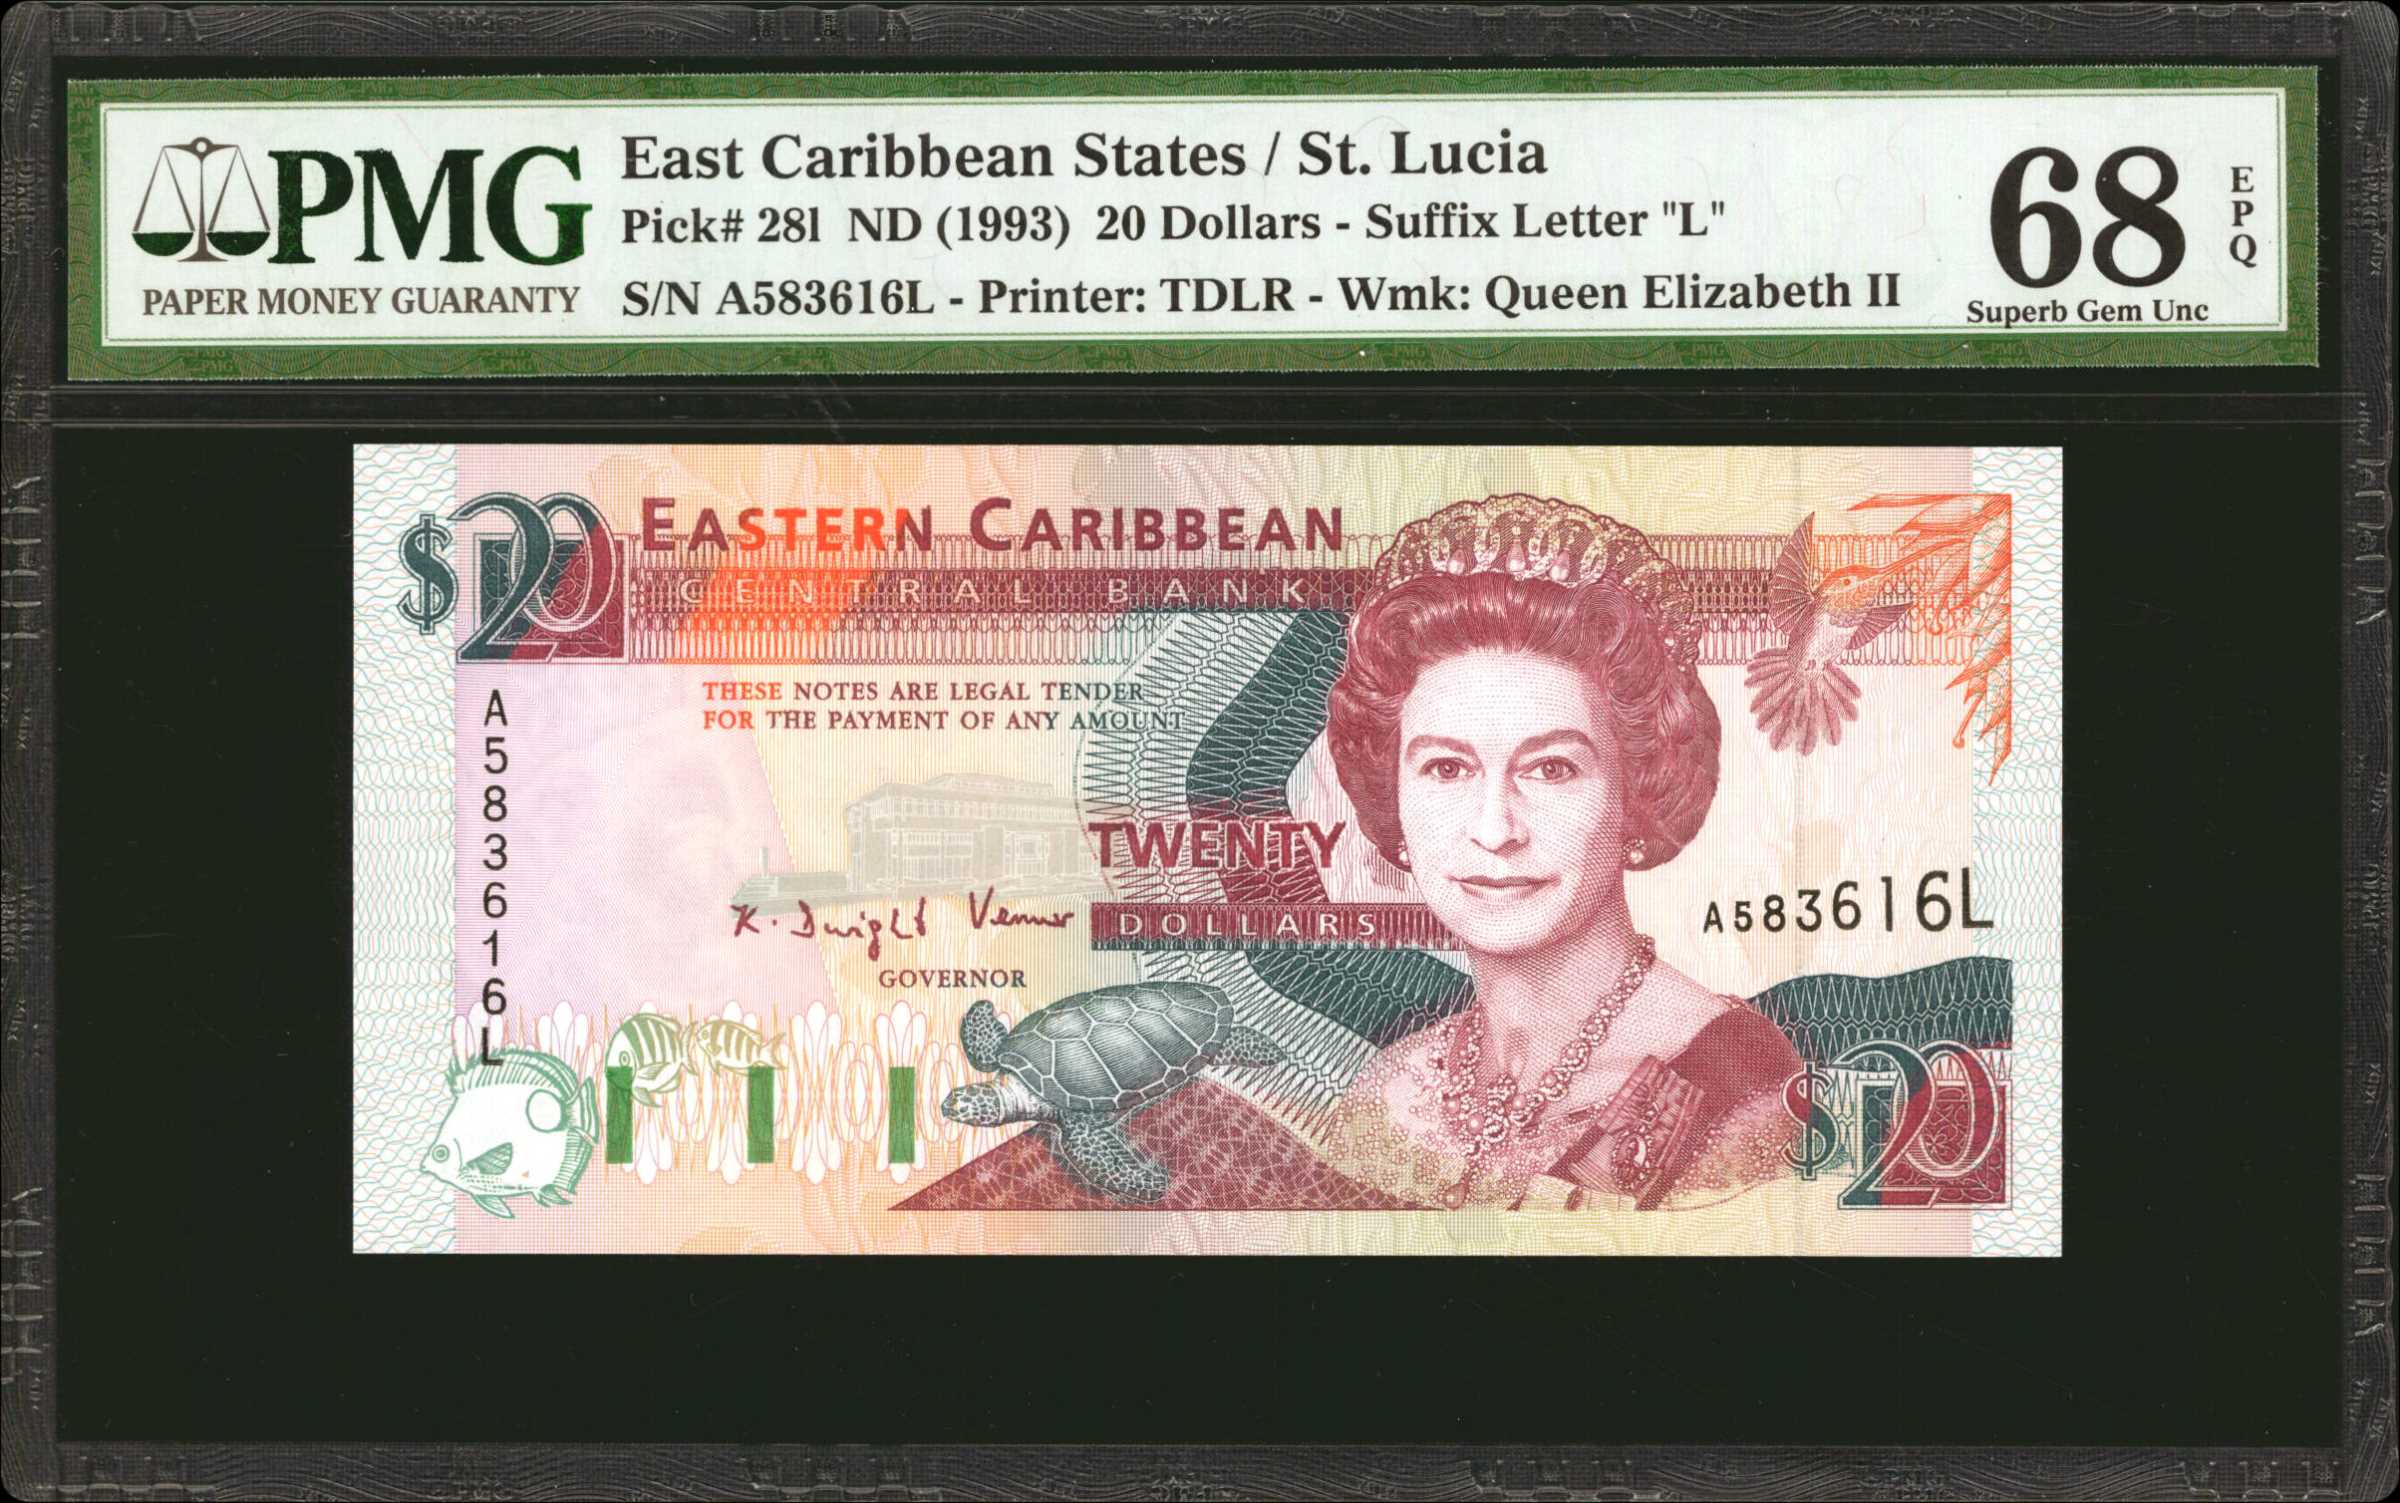 PMG
PAPER MONEY GUARANTY
East Caribbean States / St. Lucia
Pick# 28l ND (1993) 20 Dollars - Suffix Letter "L"
S/N A583616L - Printer: TDLR - Wmk: Queen Elizabeth II
68
EPQ
Superb Gem Unc
$20
EASTERN CARIBBEAN
CENTRAL BANK
THESE NOTES ARE LEGAL TENDER
FOR THE PAYMENT OF ANY AMOUNT
A583616L
TWENTY
DOLLARS
A583616L
K. Dwight Venner
GOVERNOR
$20